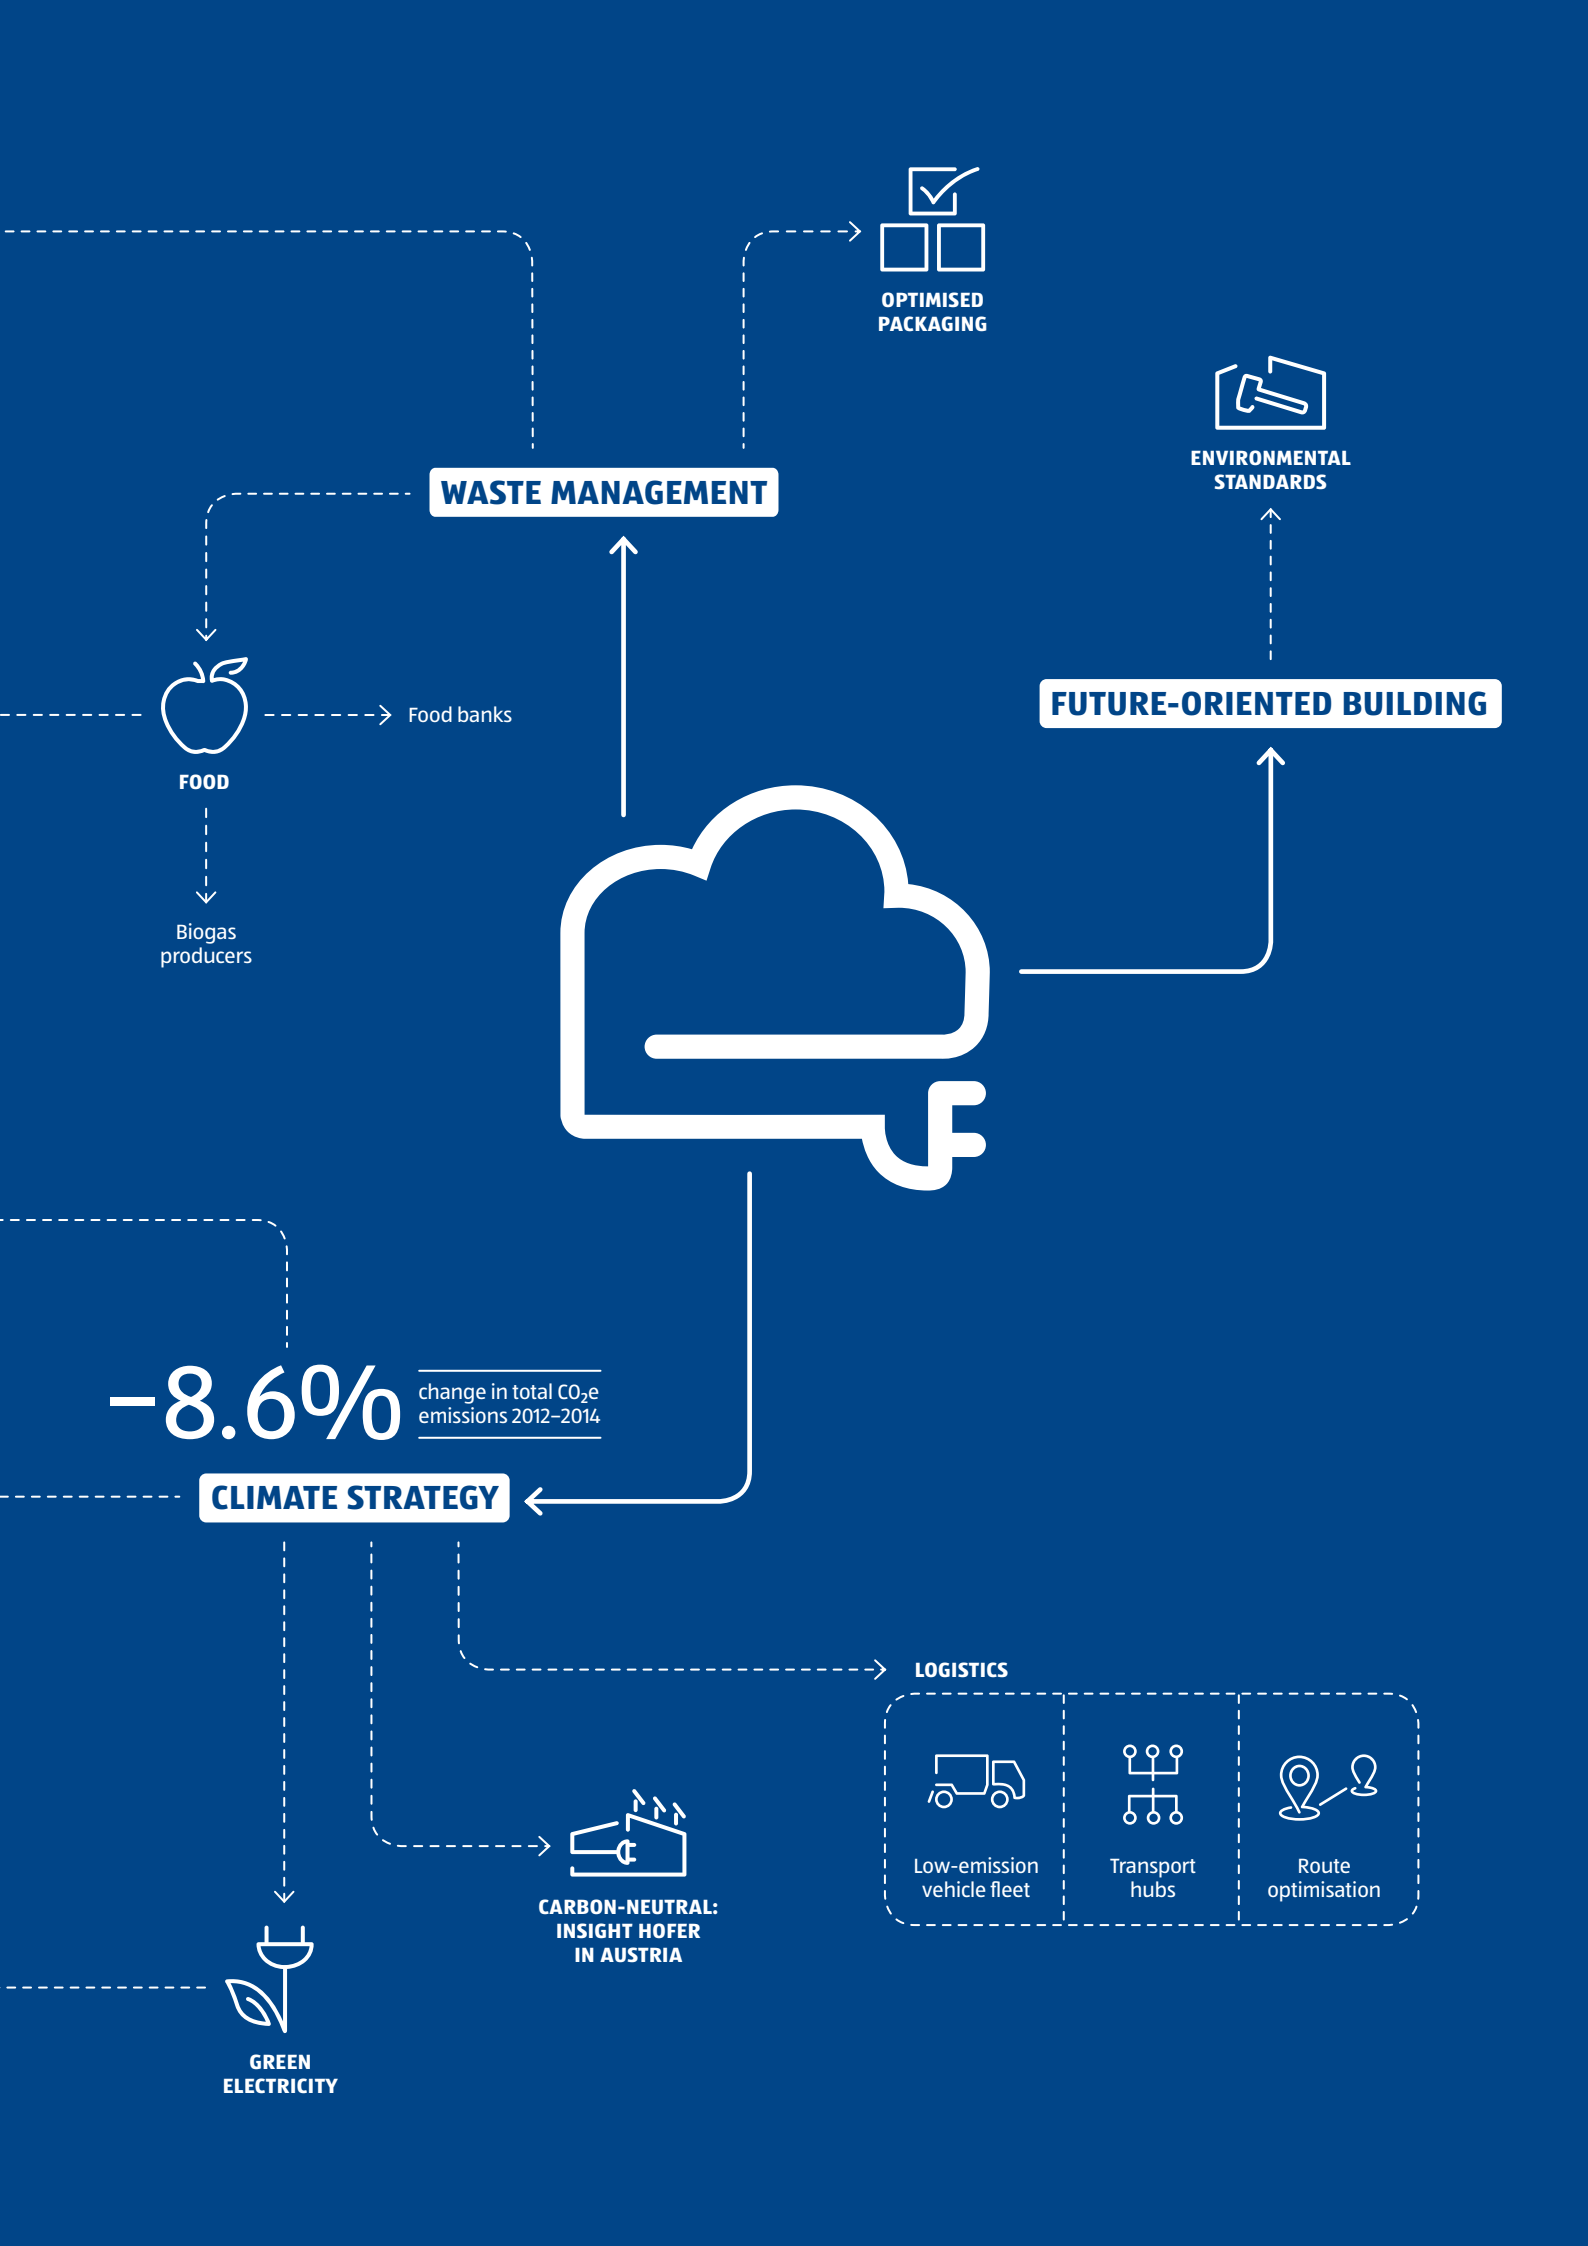 OPTIMISED
PACKAGING
ENVIRONMENTAL
STANDARDS
WASTE MANAGEMENT
FUTURE-ORIENTED BUILDING
Food banks
FOOD
Biogas
producers
–8.6%
change in total CO₂e
emissions 2012–2014
CLIMATE STRATEGY
LOGISTICS
Low-emission
vehicle fleet
Transport
hubs
Route
optimisation
CARBON-NEUTRAL:
INSIGHT HOFER
IN AUSTRIA
GREEN
ELECTRICITY